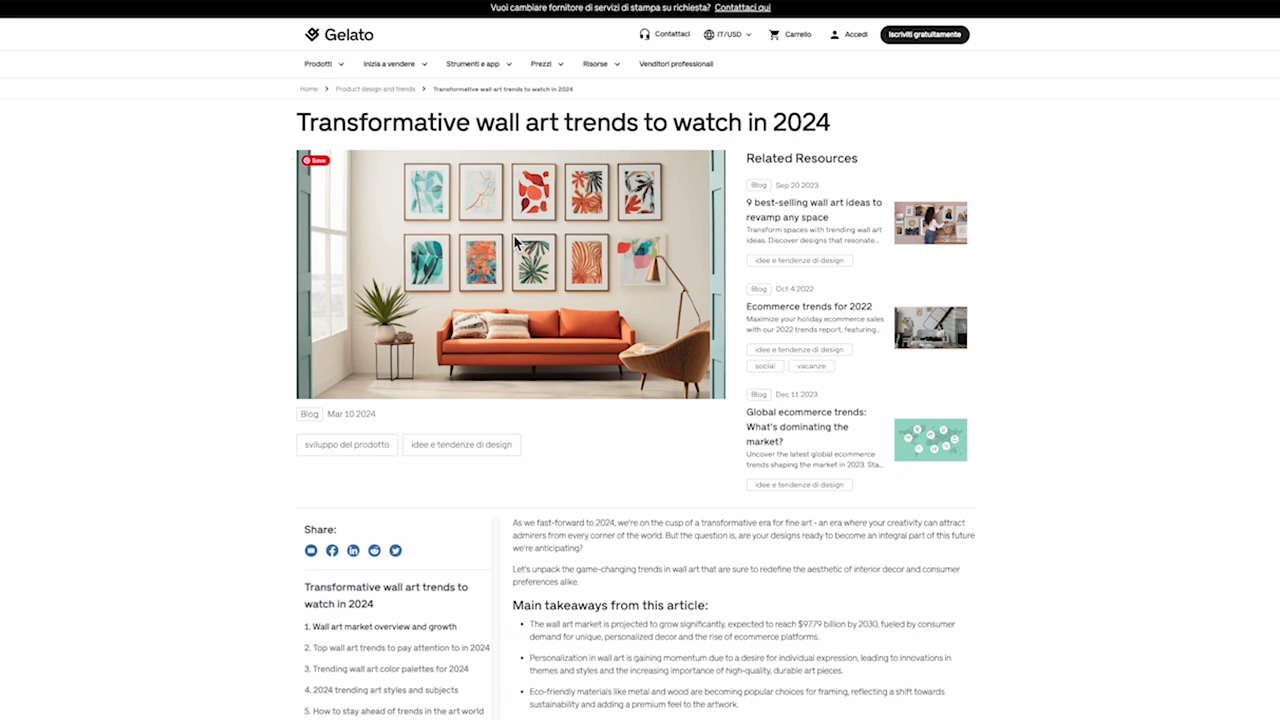 Vuoi cambiare fornitore di servizi di stampa su richiesta? Contattaci qui
Gelato
Contattaci
IT/USD
Carrello
Accedi
Iscriviti gratuitamente
Prodotti
Inizia a vendere
Strumenti e app
Prezzi
Risorse
Venditori professionali
Home > Product design and trends > Transformative wall art trends to watch in 2024
Transformative wall art trends to watch in 2024
Save
Blog Mar 10 2024
sviluppo del prodotto
idee e tendenze di design
Related Resources
Blog Sep 20 2023
9 best-selling wall art ideas to
revamp any space
Transform spaces with trending wall art
ideas. Discover designs that resonate...
idee e tendenze di design
Blog Oct 4 2022
Ecommerce trends for 2022
Maximize your holiday ecommerce sales
with our 2022 trends report, featuring...
idee e tendenze di design
social
vacanze
Blog Dec 11 2023
Global ecommerce trends:
What's dominating the
market?
Uncover the latest global ecommerce
trends shaping the market in 2023. Sta...
idee e tendenze di design
Share:
Transformative wall art trends to
watch in 2024
1. Wall art market overview and growth
2. Top wall art trends to pay attention to in 2024
3. Trending wall art color palettes for 2024
4. 2024 trending art styles and subjects
5. How to stay ahead of trends in the art world
As we fast-forward to 2024, we're on the cusp of a transformative era for fine art - an era where your creativity can attract
admirers from every corner of the world. But the question is, are your designs ready to become an integral part of this future
we're anticipating?
Let's unpack the game-changing trends in wall art that are sure to redefine the aesthetic of interior decor and consumer
preferences alike.
Main takeaways from this article:
• The wall art market is projected to grow significantly, expected to reach $97.79 billion by 2030, fueled by consumer
demand for unique, personalized decor and the rise of ecommerce platforms.
• Personalization in wall art is gaining momentum due to a desire for individual expression, leading to innovations in
themes and styles and the increasing importance of high-quality, durable art pieces.
• Eco-friendly materials like metal and wood are becoming popular choices for framing, reflecting a shift towards
sustainability and adding a premium feel to the artwork.